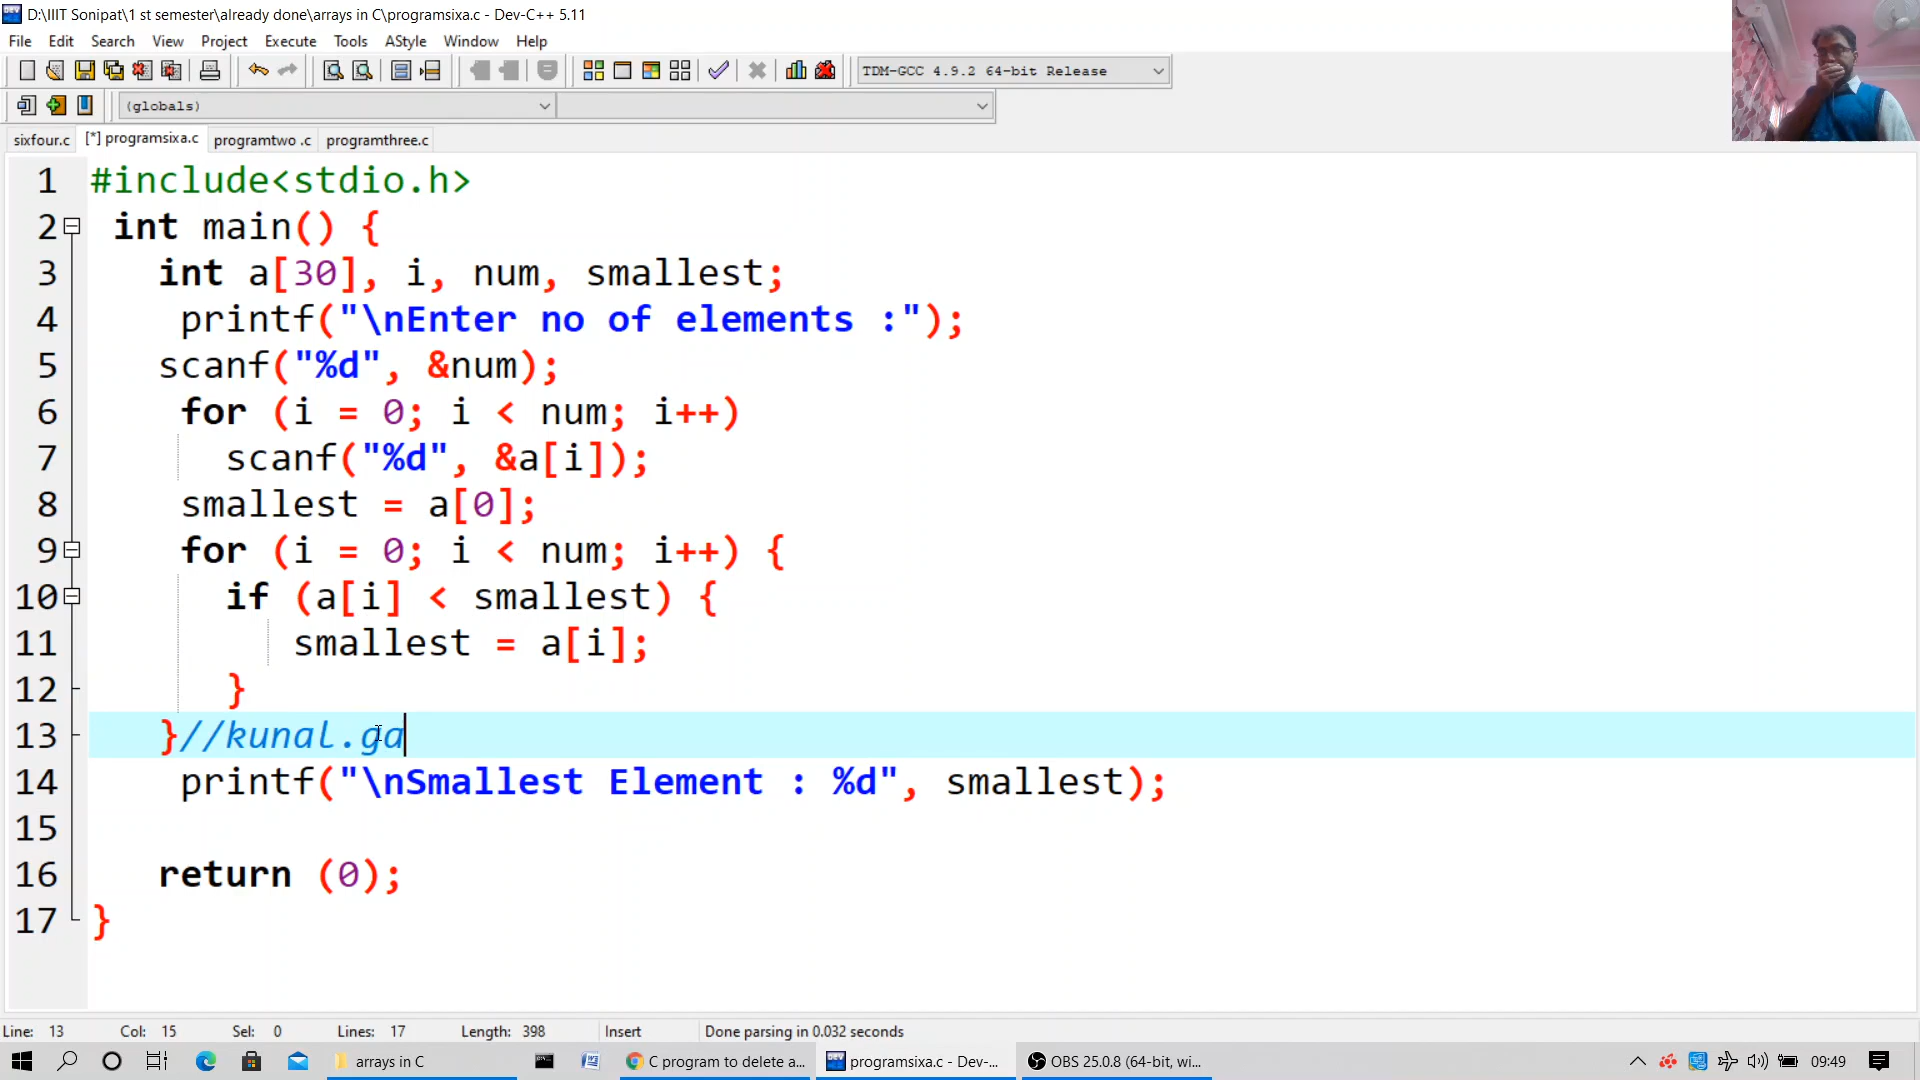 D:\IIIT Sonipat\1 st semester\already done\arrays in C\programsixa.c - Dev-C++ 5.11
File Edit Search View Project Execute Tools AStyle Window Help
TDM-GCC 4.9.2 64-bit Release
(globals)
sixfour.c [*] programsixa.c programtwo .c programthree.c
1 #include<stdio.h>
2 int main() {
3 int a[30], i, num, smallest;
4 printf("\nEnter no of elements :");
5 scanf("%d", &num);
6 for (i = 0; i < num; i++)
7 scanf("%d", &a[i]);
8 smallest = a[0];
9 for (i = 0; i < num; i++) {
10 if (a[i] < smallest) {
11 smallest = a[i];
12 }
13 }//kunal.ga
14 printf("\nSmallest Element : %d", smallest);
15
16 return (0);
17 }
Line: 13 Col: 15 Sel: 0 Lines: 17 Length: 398 Insert Done parsing in 0.032 seconds
arrays in C C program to delete a... programsixa.c - Dev-... OBS 25.0.8 (64-bit, wi... 09:49